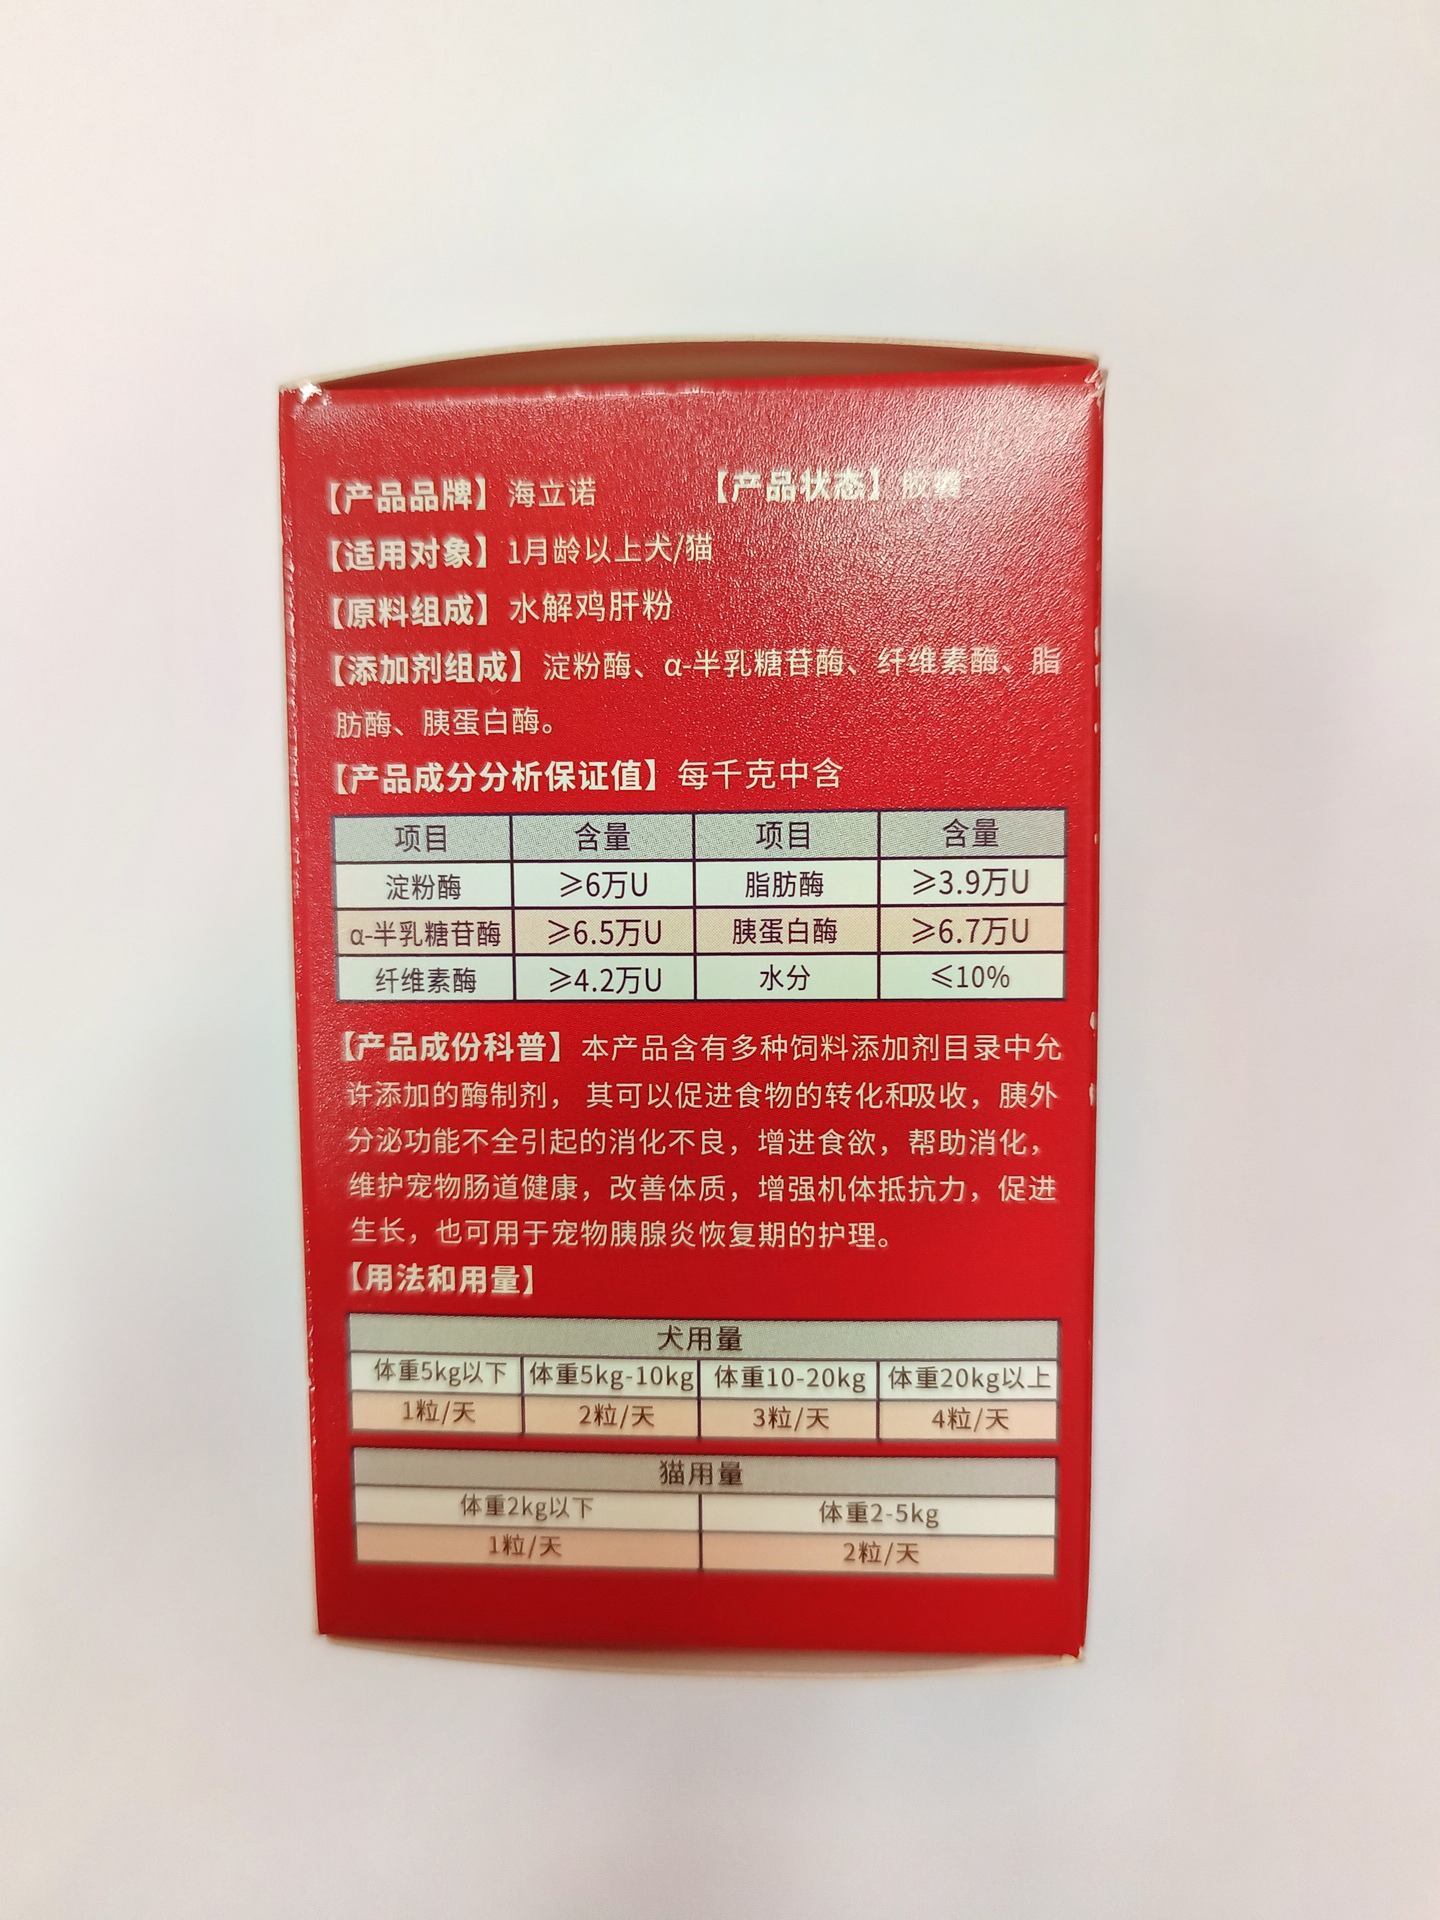 【产品品牌】海立诺 【产品状态】胶囊
【适用对象】1月龄以上犬/猫
【原料组成】水解鸡肝粉
【添加剂组成】淀粉酶、α-半乳糖苷酶、纤维素酶、脂
肪酶、胰蛋白酶。
【产品成分分析保证值】每千克中含
项目 含量 项目 含量
淀粉酶 ≥6万U 脂肪酶 ≥3.9万U
α-半乳糖苷酶 ≥6.5万U 胰蛋白酶 ≥6.7万U
纤维素酶 ≥4.2万U 水分 ≤10%
【产品成份科普】本产品含有多种饲料添加剂目录中允
许添加的酶制剂，其可以促进食物的转化和吸收，胰外
分泌功能不全引起的消化不良，增进食欲，帮助消化，
维护宠物肠道健康，改善体质，增强机体抵抗力，促进
生长，也可用于宠物胰腺炎恢复期的护理。
【用法和用量】
犬用量
体重5kg以下 体重5kg-10kg 体重10-20kg 体重20kg以上
1粒/天 2粒/天 3粒/天 4粒/天
猫用量
体重2kg以下 体重2-5kg
1粒/天 2粒/天